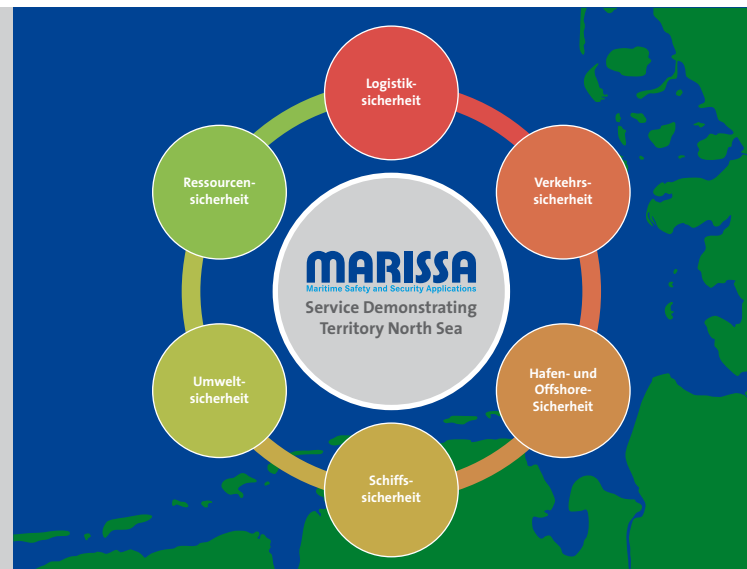 Logistik-
sicherheit
Ressourcen-
sicherheit
Verkehrs-
sicherheit
MARISSA
Maritime Safety and Security Applications
Service Demonstrating
Territory North Sea
Umwelt-
sicherheit
Hafen- und
Offshore-
Sicherheit
Schiffs-
sicherheit